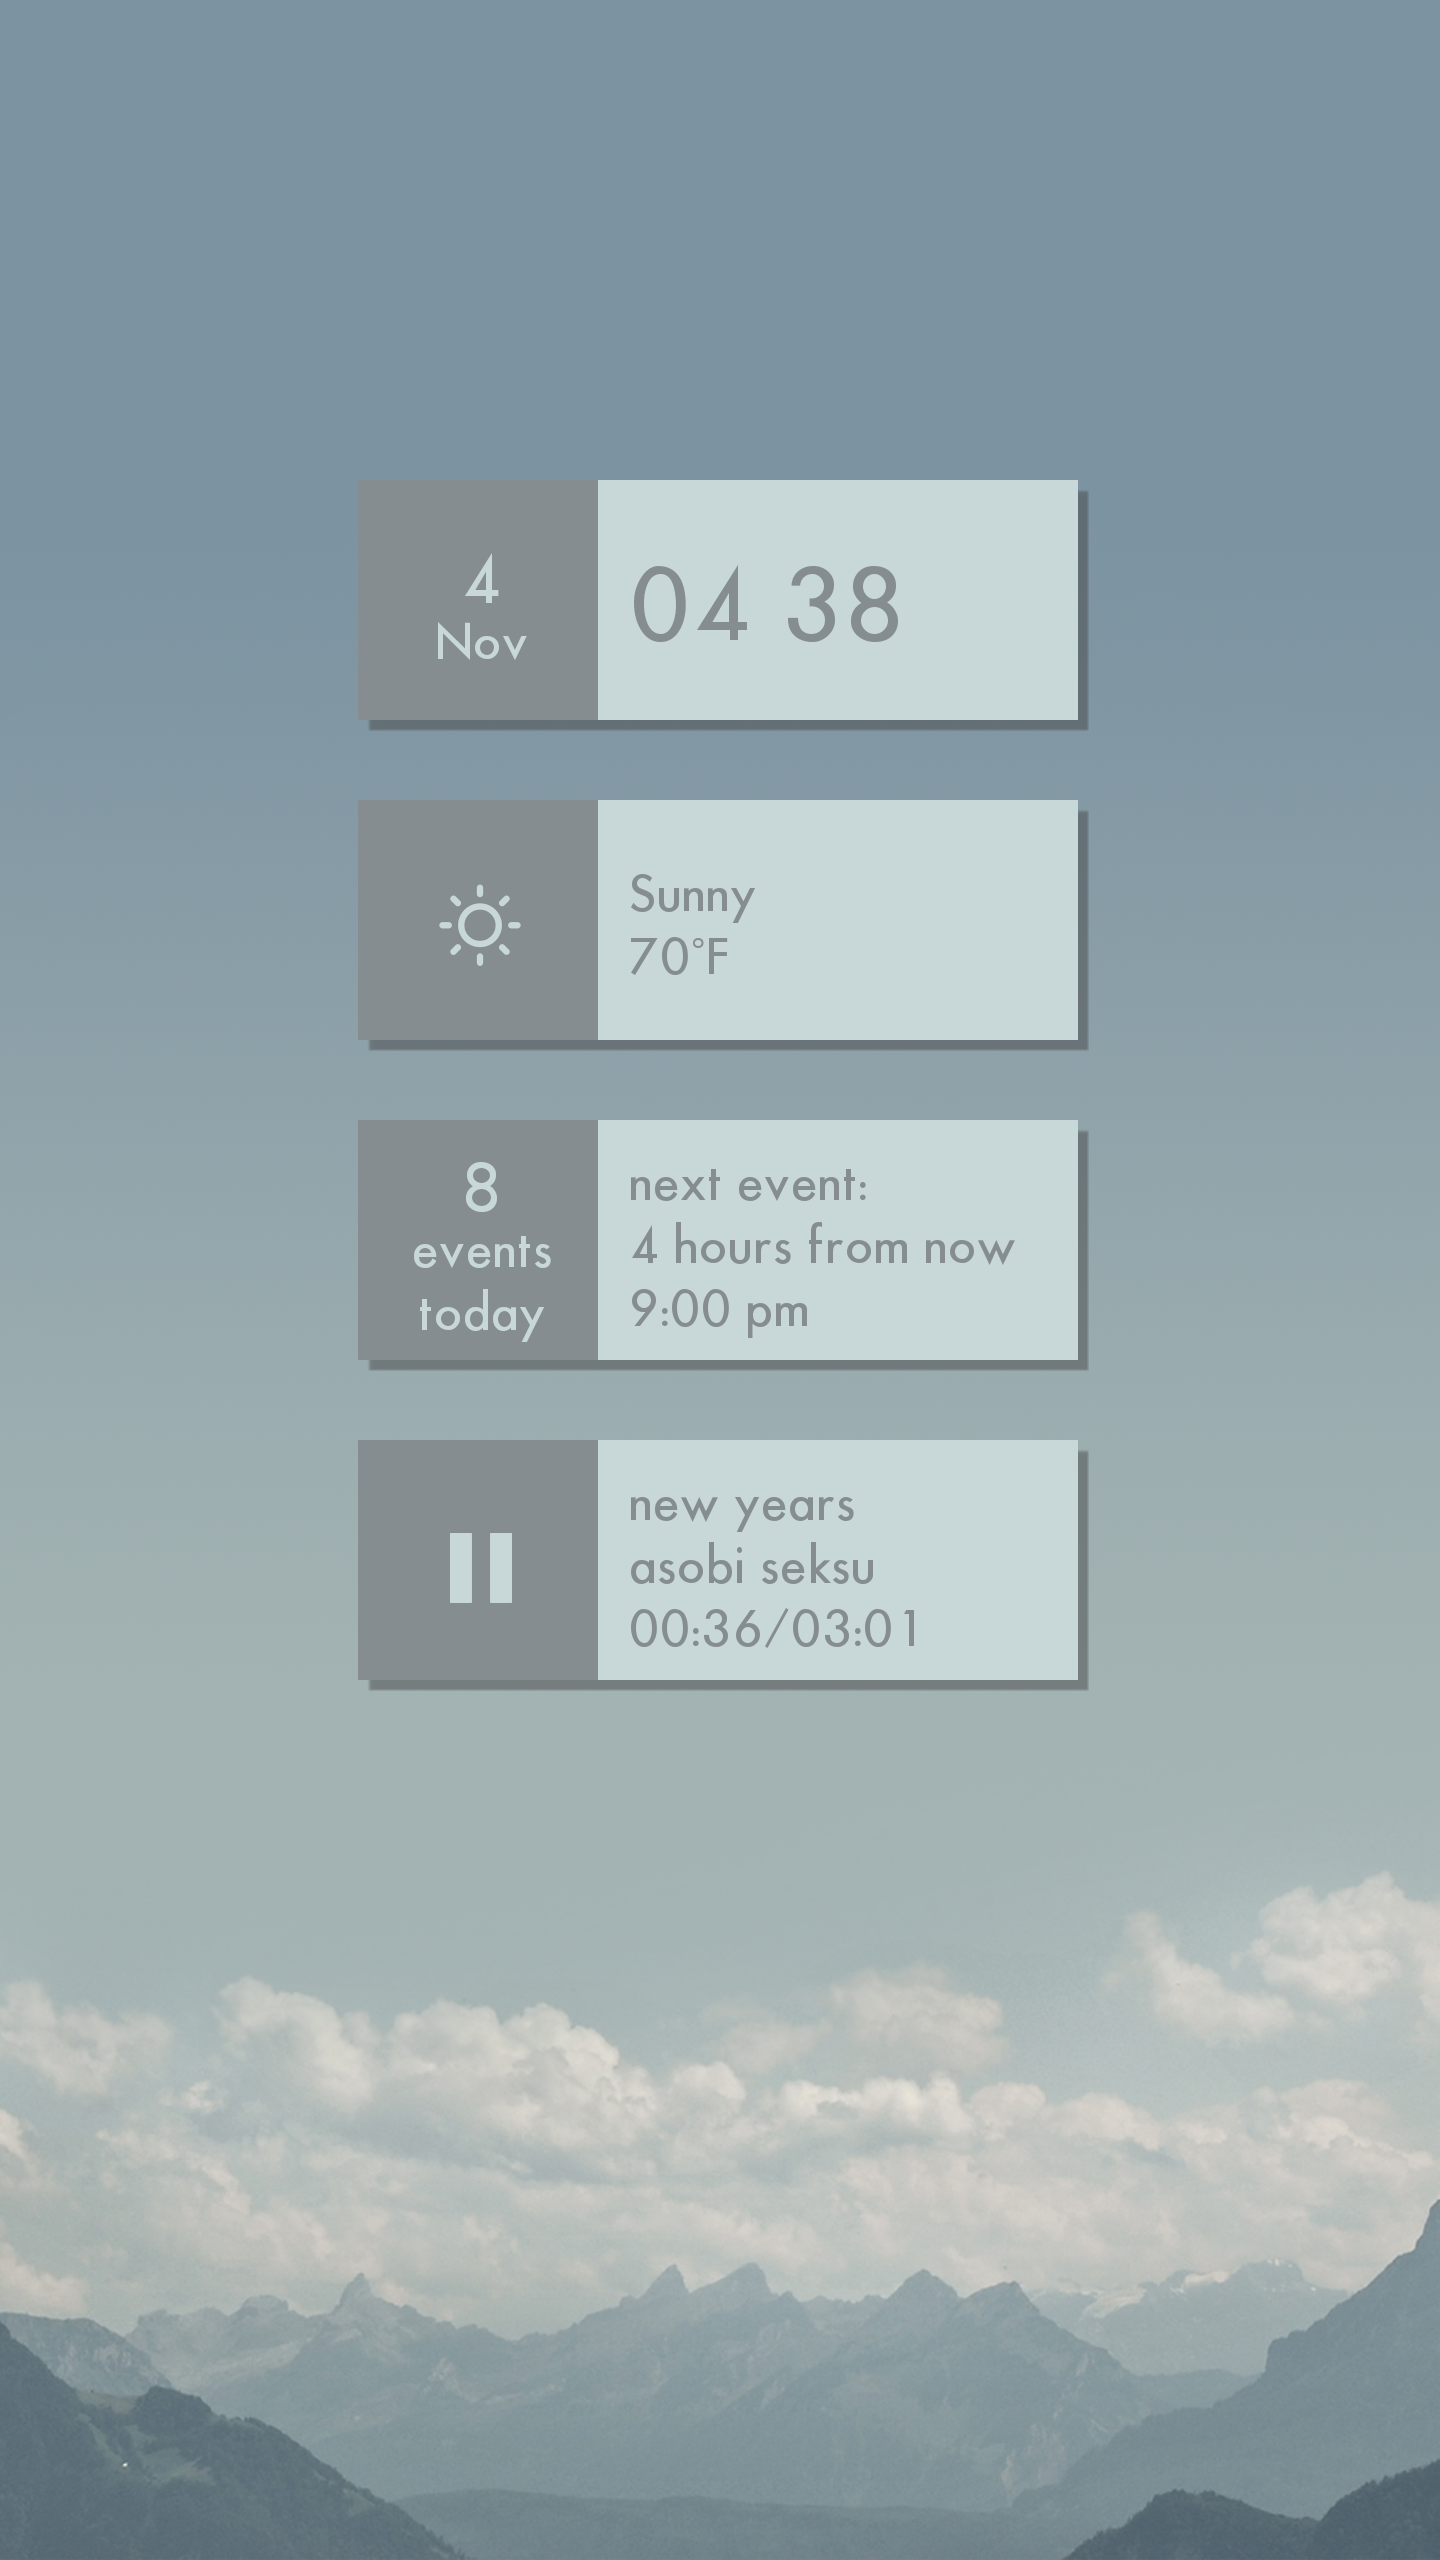 4
Nov
04 38
Sunny
70°F
8
events
today
next event:
4 hours from now
9:00 pm
new years
asobi seksu
00:36/03:01